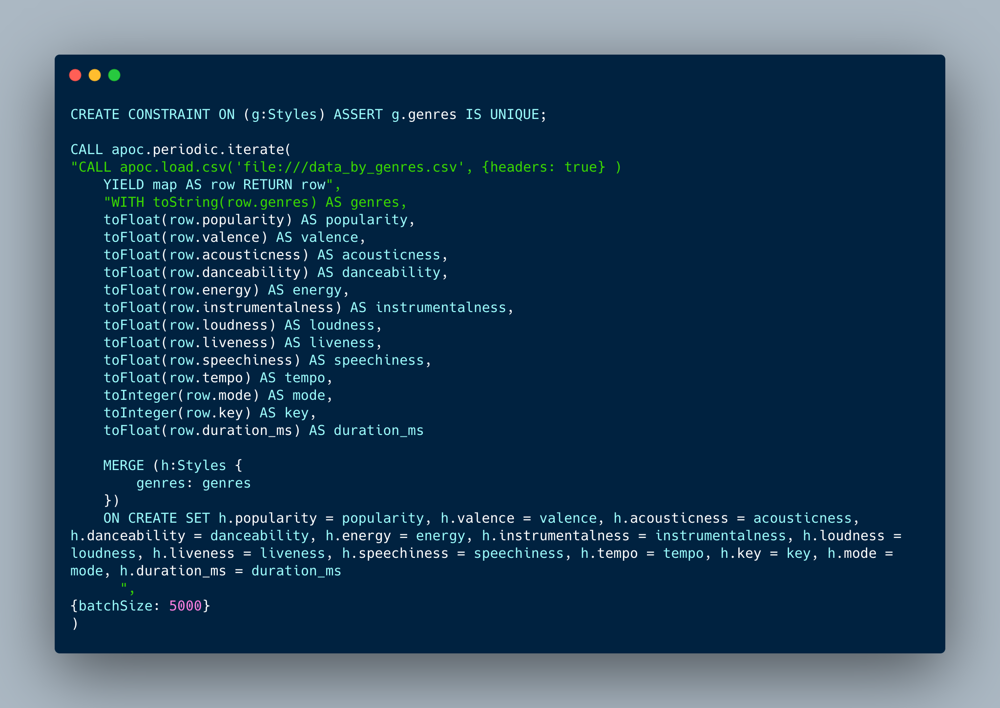 CREATE CONSTRAINT ON (g:Styles) ASSERT g.genres IS UNIQUE;

CALL apoc.periodic.iterate(
"CALL apoc.load.csv('file:///data_by_genres.csv', {headers: true} )
    YIELD map AS row RETURN row",
    "WITH toString(row.genres) AS genres,
    toFloat(row.popularity) AS popularity,
    toFloat(row.valence) AS valence,
    toFloat(row.acousticness) AS acousticness,
    toFloat(row.danceability) AS danceability,
    toFloat(row.energy) AS energy,
    toFloat(row.instrumentalness) AS instrumentalness,
    toFloat(row.loudness) AS loudness,
    toFloat(row.liveness) AS liveness,
    toFloat(row.speechiness) AS speechiness,
    toFloat(row.tempo) AS tempo,
    toInteger(row.mode) AS mode,
    toInteger(row.key) AS key,
    toFloat(row.duration_ms) AS duration_ms

    MERGE (h:Styles {
        genres: genres
    })
    ON CREATE SET h.popularity = popularity, h.valence = valence, h.acousticness = acousticness,
h.danceability = danceability, h.energy = energy, h.instrumentalness = instrumentalness, h.loudness =
loudness, h.liveness = liveness, h.speechiness = speechiness, h.tempo = tempo, h.key = key, h.mode =
mode, h.duration_ms = duration_ms
      ",
{batchSize: 5000}
)